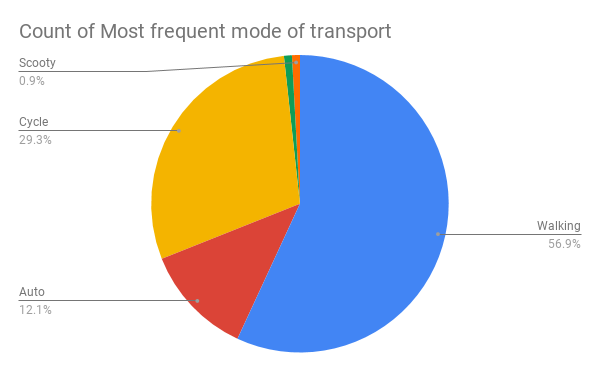 Count of Most frequent mode of transport
Scooty
0.9%
Cycle
29.3%
Walking
56.9%
Auto
12.1%